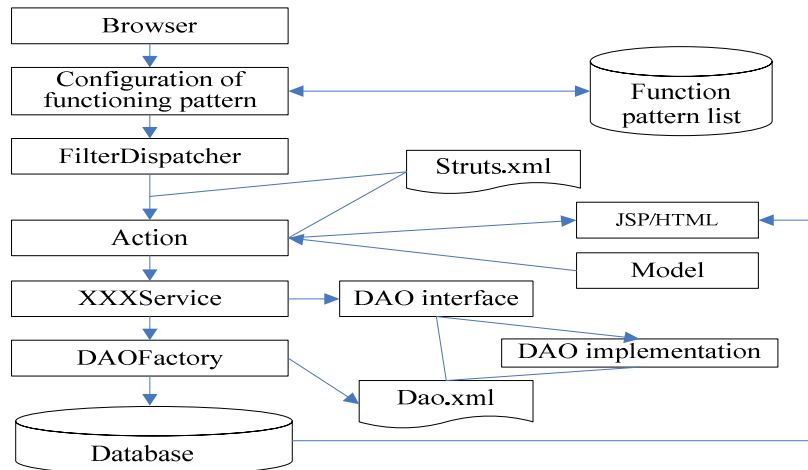 Browser
Configuration of
functioning pattern
Function
pattern list
FilterDispatcher
Struts.xml
Action
JSP/HTML
Model
XXXService
DAO interface
DAOFactory
DAO implementation
Dao.xml
Database